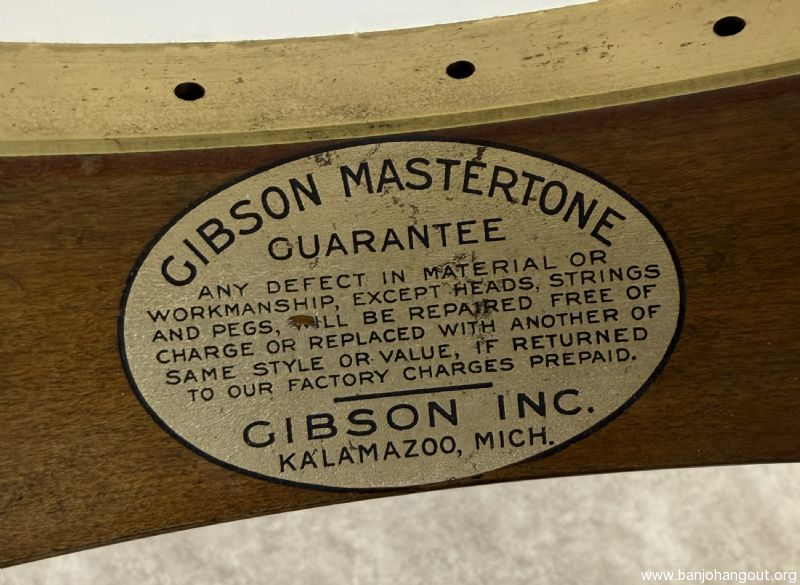 GIBSON MASTERTONE
GUARANTEE
ANY DEFECT IN MATERIAL OR
WORKMANSHIP, EXCEPT HEADS, STRINGS
AND PEGS, WILL BE REPAIRED FREE OF
CHARGE OR REPLACED WITH ANOTHER OF
SAME STYLE OR VALUE, IF RETURNED
TO OUR FACTORY CHARGES PREPAID.
GIBSON INC.
KALAMAZOO, MICH.
www.banjohangout.org